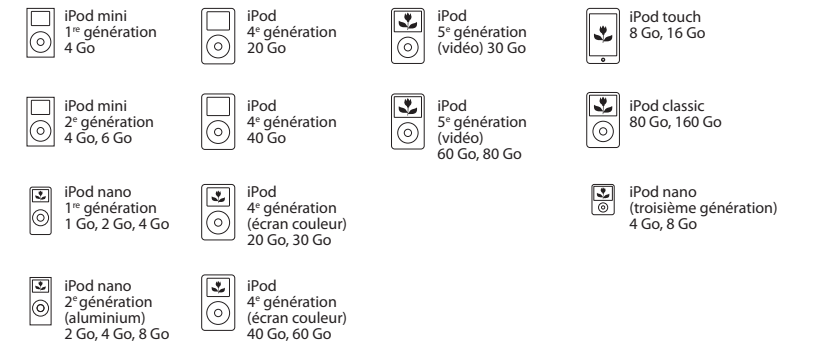 iPod mini
1re génération
4 Go
iPod
4e génération
20 Go
iPod
5e génération
(vidéo) 30 Go
iPod touch
8 Go, 16 Go
iPod mini
2e génération
4 Go, 6 Go
iPod
4e génération
40 Go
iPod
5e génération
(vidéo)
60 Go, 80 Go
iPod classic
80 Go, 160 Go
iPod nano
1re génération
1 Go, 2 Go, 4 Go
iPod
4e génération
(écran couleur)
20 Go, 30 Go
iPod nano
(troisième génération)
4 Go, 8 Go
iPod nano
2e génération
(aluminium)
2 Go, 4 Go, 8 Go
iPod
4e génération
(écran couleur)
40 Go, 60 Go